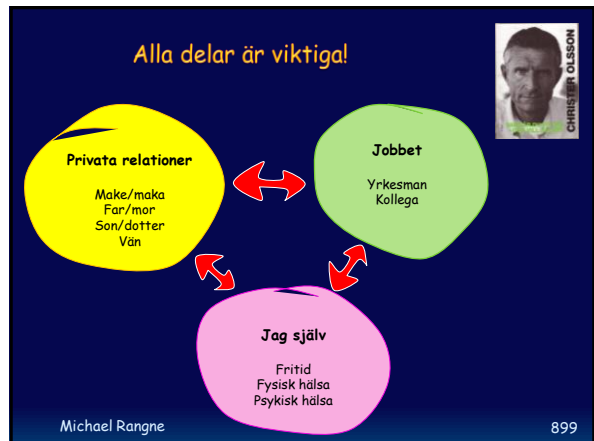 Alla delar är viktiga!
CHRISTER OLSSON
Privata relationer
Make/maka
Far/mor
Son/dotter
Vän
Jobbet
Yrkesman
Kollega
Jag själv
Fritid
Fysisk hälsa
Psykisk hälsa
Michael Rangne
899